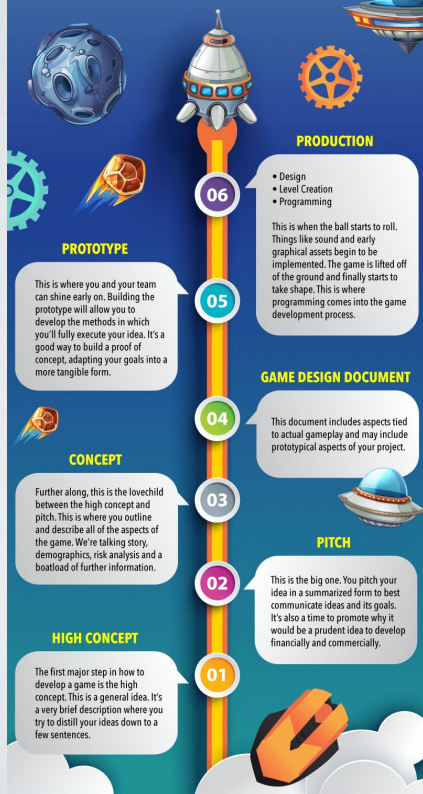 PRODUCTION
06
• Design
• Level Creation
• Programming
This is when the ball starts to roll.
Things like sound and early
graphical assets begin to be
implemented. The game is lifted off
of the ground and finally starts to
take shape. This is where
programming comes into the game
development process.
PROTOTYPE
05
This is where you and your team
can shine early on. Building the
prototype will allow you to
develop the methods in which
you'll fully execute your idea. It's a
good way to build a proof of
concept, adapting your goals into a
more tangible form.
GAME DESIGN DOCUMENT
04
This document includes aspects tied
to actual gameplay and may include
prototypical aspects of your project.
CONCEPT
03
Further along, this is the lovechild
between the high concept and
pitch. This is where you outline
and describe all of the aspects of
the game. We're talking story,
demographics, risk analysis and a
boatload of further information.
PITCH
02
This is the big one. You pitch your
idea in a summarized form to best
communicate ideas and its goals.
It's also a time to promote why it
would be a prudent idea to develop
financially and commercially.
HIGH CONCEPT
01
The first major step in how to
develop a game is the high
concept. This is a general idea. It's
a very brief description where you
try to distill your ideas down to a
few sentences.